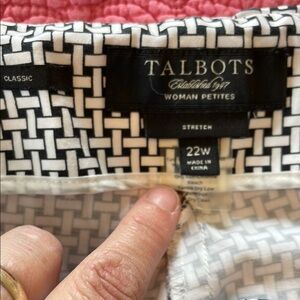 CLASSIC
TALBOTS
Established 1947
WOMAN PETITES
STRETCH
22W
MADE IN
CHINA